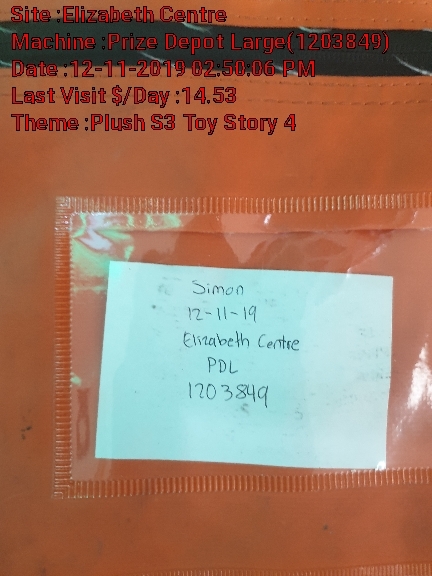 Site :Elizabeth Centre
Machine :Prize Depot Large(1203849)
Date :12-11-2019 02:50:06 PM
Last Visit $/Day :14.53
Theme :Plush S3 Toy Story 4
Simon
12-11-19
Elizabeth Centre
PDL
1203849